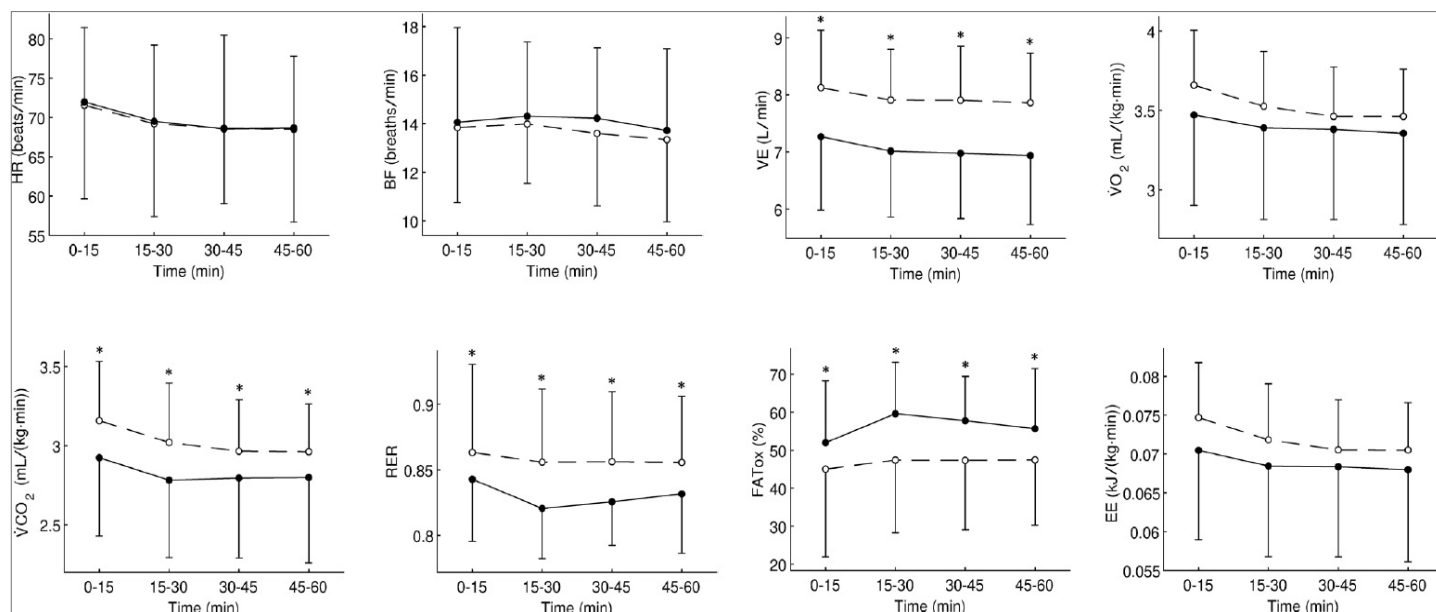 HR (beats/min)
80
75
70
65
60
55
0-15 15-30 30-45 45-60
Time (min)
BF (breaths/min)
18
16
14
12
10
0-15 15-30 30-45 45-60
Time (min)
VE (L/min)
9
8
7
6
* * * *
0-15 15-30 30-45 45-60
Time (min)
V̇O₂ (mL/(kg·min))
4
3.5
3
0-15 15-30 30-45 45-60
Time (min)
V̇CO₂ (mL/(kg·min))
3.5
3
2.5
* * * *
0-15 15-30 30-45 45-60
Time (min)
RER
0.9
0.85
0.8
* * * *
0-15 15-30 30-45 45-60
Time (min)
FATox (%)
70
60
50
40
30
20
* * * *
0-15 15-30 30-45 45-60
Time (min)
EE (kJ/(kg·min))
0.08
0.075
0.07
0.065
0.06
0.055
0-15 15-30 30-45 45-60
Time (min)